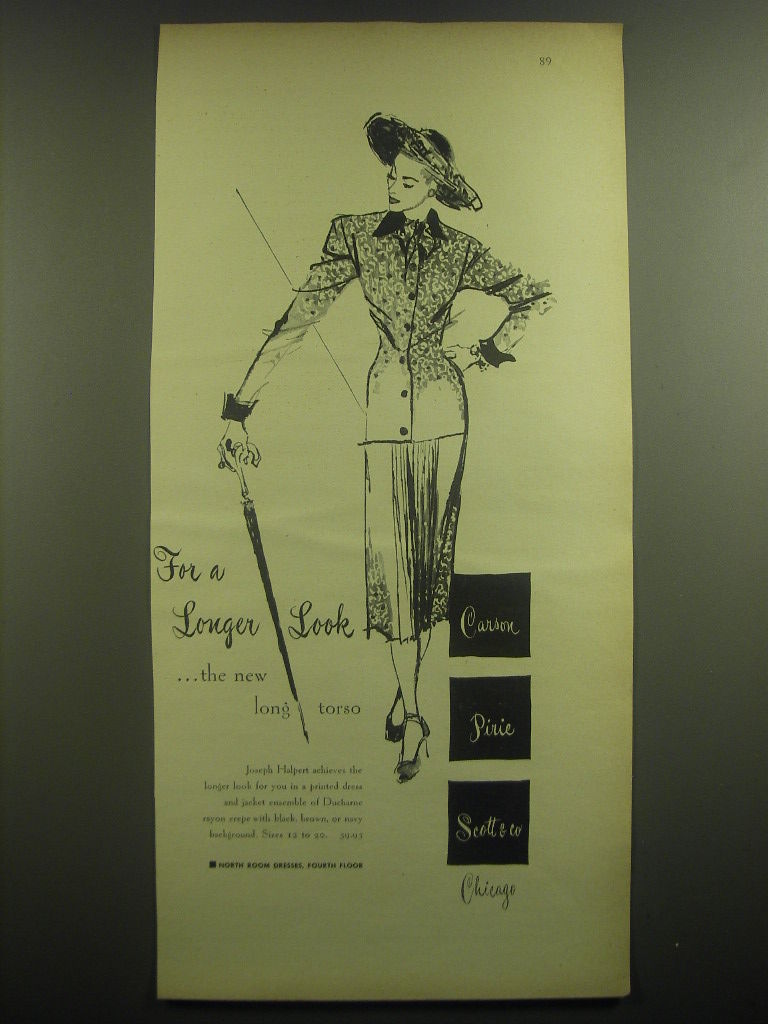 89
For a
Longer Look
...the new
long torso
Joseph Halpert achieves the
longer look for you in a printed dress
and jacket ensemble of Ducharne
rayon crepe with black, brown, or navy
background. Sizes 12 to 20. 59.95
NORTH ROOM DRESSES, FOURTH FLOOR
Carson
Pirie
Scott & co
Chicago